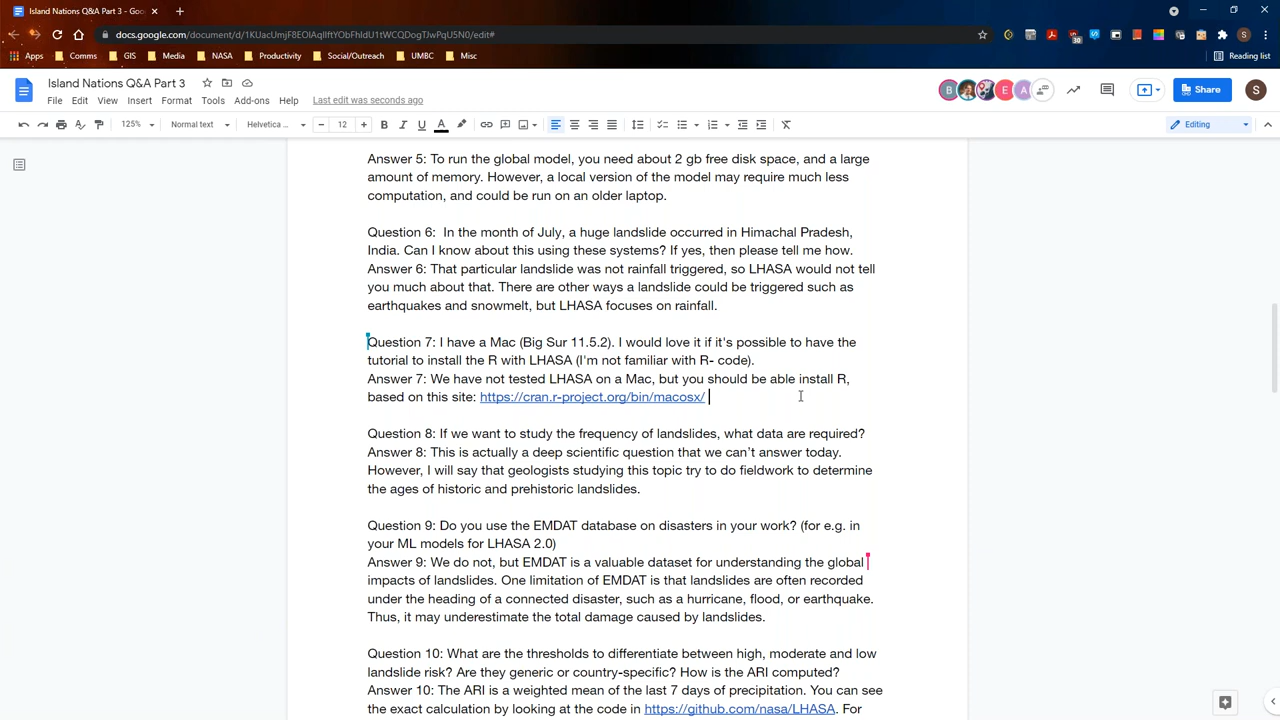 Island Nations Q&A Part 3 - Goo
docs.google.com/document/d/1KUacUmjF8EOlAqIlftYObFhldU1tWCQDogTJwPqU5N0/edit#
Apps Comms GIS Media NASA Productivity Social/Outreach UMBC Misc Reading list
Island Nations Q&A Part 3
File Edit View Insert Format Tools Add-ons Help Last edit was seconds ago
B E A Share S
125% Normal text Helvetica ... 12 B I U A Editing
Answer 5: To run the global model, you need about 2 gb free disk space, and a large
amount of memory. However, a local version of the model may require much less
computation, and could be run on an older laptop.
Question 6:  In the month of July, a huge landslide occurred in Himachal Pradesh,
India. Can I know about this using these systems? If yes, then please tell me how.
Answer 6: That particular landslide was not rainfall triggered, so LHASA would not tell
you much about that. There are other ways a landslide could be triggered such as
earthquakes and snowmelt, but LHASA focuses on rainfall.
Question 7: I have a Mac (Big Sur 11.5.2). I would love it if it's possible to have the
tutorial to install the R with LHASA (I'm not familiar with R- code).
Answer 7: We have not tested LHASA on a Mac, but you should be able install R,
based on this site: https://cran.r-project.org/bin/macosx/
Question 8: If we want to study the frequency of landslides, what data are required?
Answer 8: This is actually a deep scientific question that we can't answer today.
However, I will say that geologists studying this topic try to do fieldwork to determine
the ages of historic and prehistoric landslides.
Question 9: Do you use the EMDAT database on disasters in your work? (for e.g. in
your ML models for LHASA 2.0)
Answer 9: We do not, but EMDAT is a valuable dataset for understanding the global
impacts of landslides. One limitation of EMDAT is that landslides are often recorded
under the heading of a connected disaster, such as a hurricane, flood, or earthquake.
Thus, it may underestimate the total damage caused by landslides.
Question 10: What are the thresholds to differentiate between high, moderate and low
landslide risk? Are they generic or country-specific? How is the ARI computed?
Answer 10: The ARI is a weighted mean of the last 7 days of precipitation. You can see
the exact calculation by looking at the code in https://github.com/nasa/LHASA. For